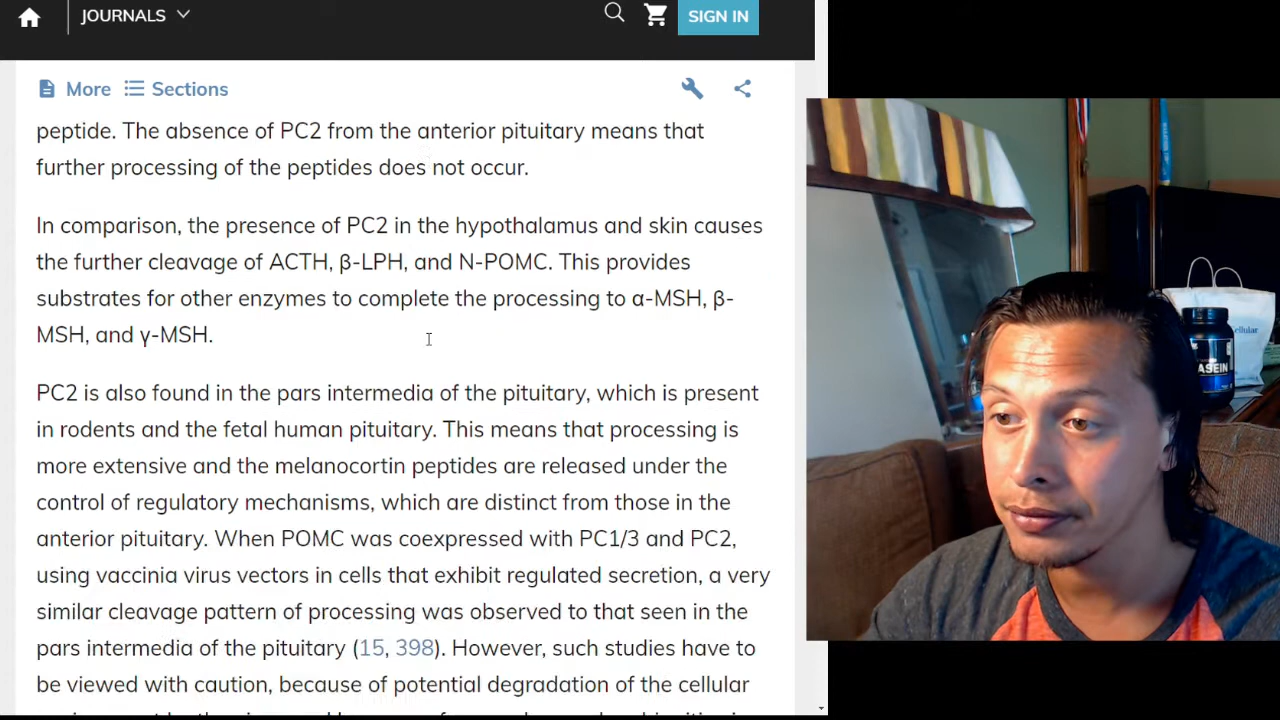 JOURNALS
SIGN IN
More
Sections
peptide. The absence of PC2 from the anterior pituitary means that
further processing of the peptides does not occur.
In comparison, the presence of PC2 in the hypothalamus and skin causes
the further cleavage of ACTH, β-LPH, and N-POMC. This provides
substrates for other enzymes to complete the processing to α-MSH, β-
MSH, and γ-MSH.
PC2 is also found in the pars intermedia of the pituitary, which is present
in rodents and the fetal human pituitary. This means that processing is
more extensive and the melanocortin peptides are released under the
control of regulatory mechanisms, which are distinct from those in the
anterior pituitary. When POMC was coexpressed with PC1/3 and PC2,
using vaccinia virus vectors in cells that exhibit regulated secretion, a very
similar cleavage pattern of processing was observed to that seen in the
pars intermedia of the pituitary (15, 398). However, such studies have to
be viewed with caution, because of potential degradation of the cellular
Cellular
ASEIN